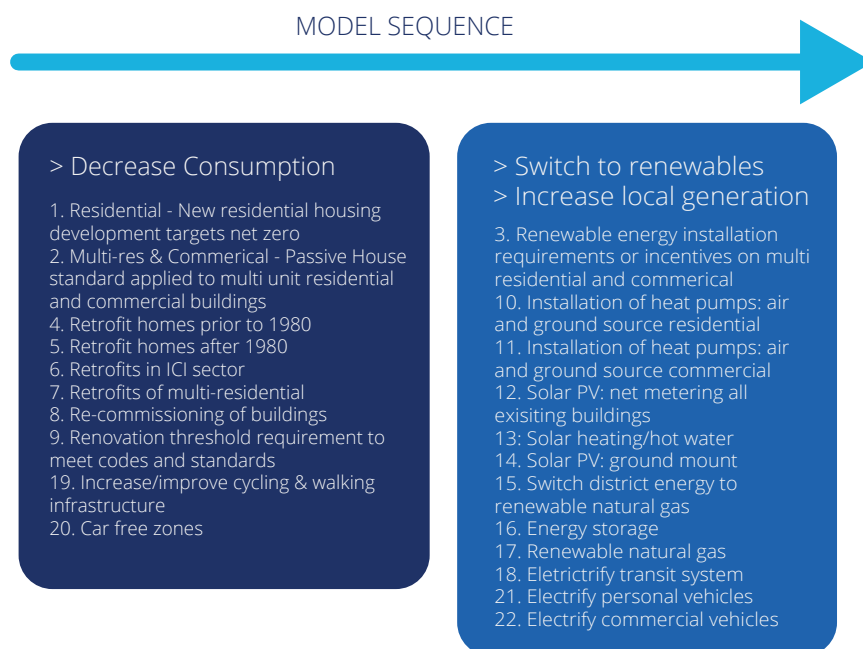 MODEL SEQUENCE
> Decrease Consumption
1. Residential - New residential housing
development targets net zero
2. Multi-res & Commerical - Passive House
standard applied to multi unit residential
and commercial buildings
4. Retrofit homes prior to 1980
5. Retrofit homes after 1980
6. Retrofits in ICI sector
7. Retrofits of multi-residential
8. Re-commissioning of buildings
9. Renovation threshold requirement to
meet codes and standards
19. Increase/improve cycling & walking
infrastructure
20. Car free zones
> Switch to renewables
> Increase local generation
3. Renewable energy installation
requirements or incentives on multi
residential and commerical
10. Installation of heat pumps: air
and ground source residential
11. Installation of heat pumps: air
and ground source commercial
12. Solar PV: net metering all
exisiting buildings
13: Solar heating/hot water
14. Solar PV: ground mount
15. Switch district energy to
renewable natural gas
16. Energy storage
17. Renewable natural gas
18. Eletrictrify transit system
21. Electrify personal vehicles
22. Electrify commercial vehicles